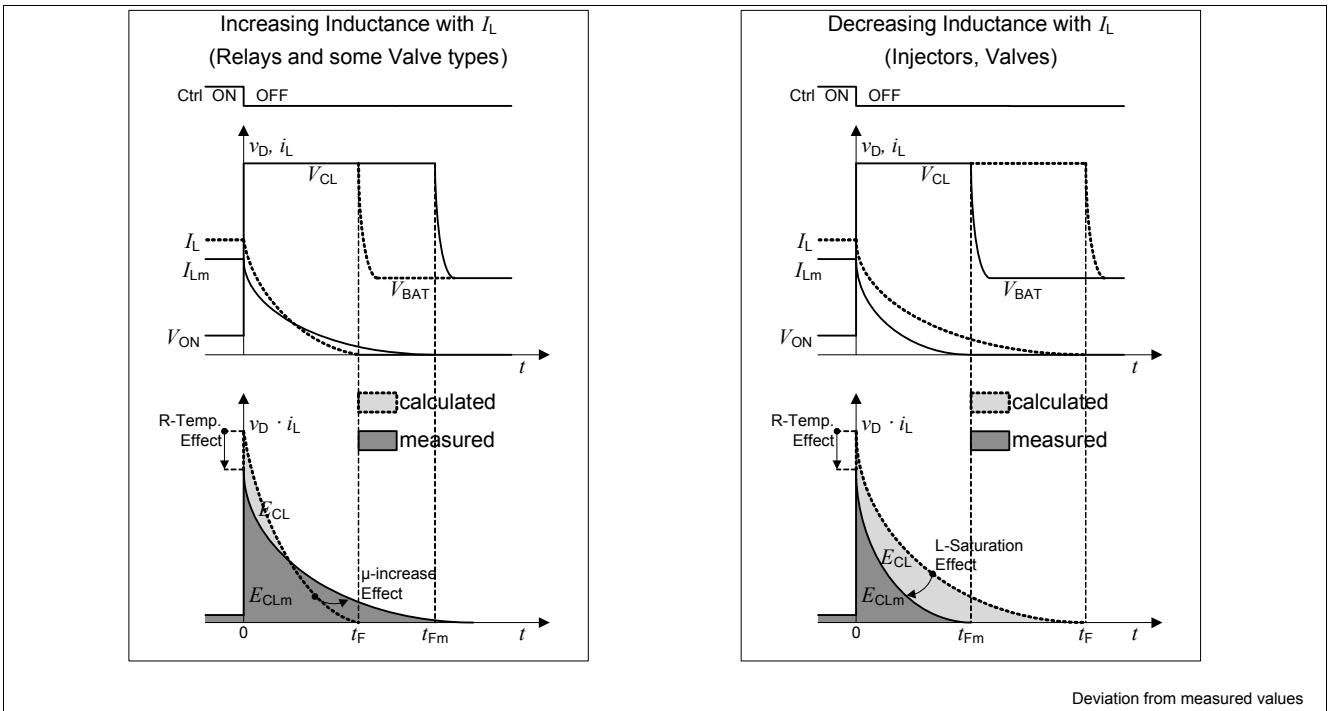 Increasing Inductance with IL
(Relays and some Valve types)
Ctrl ON OFF
vD, iL
VCL
IL
ILm
VBAT
VON
t
calculated
measured
R-Temp.
Effect
vD · iL
ECL
µ-increase
Effect
ECLm
0
tF
tFm
t
Decreasing Inductance with IL
(Injectors, Valves)
Ctrl ON OFF
vD, iL
VCL
IL
ILm
VBAT
VON
t
calculated
measured
R-Temp.
Effect
vD · iL
L-Saturation
Effect
ECL
ECLm
0
tFm
tF
t
Deviation from measured values